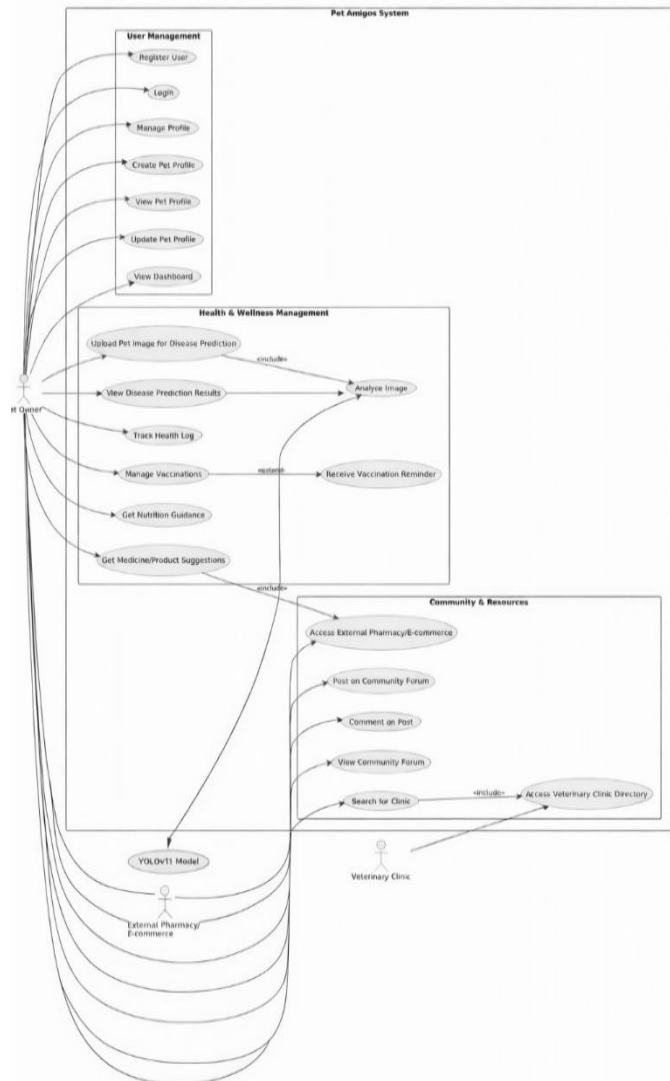 Pet Amigos System
User Management
Register User
Login
Manage Profile
Create Pet Profile
View Pet Profile
Update Pet Profile
View Dashboard
Health & Wellness Management
Upload Pet Image for Disease Prediction
«include»
View Disease Prediction Results
Analyze Image
et Owner
Track Health Log
Manage Vaccinations
«extend»
Receive Vaccination Reminder
Get Nutrition Guidance
Get Medicine/Product Suggestions
«include»
Community & Resources
Access External Pharmacy/E-commerce
Post on Community Forum
Comment on Post
View Community Forum
Search for Clinic
«include»
Access Veterinary Clinic Directory
YOLOv11 Model
Veterinary Clinic
External Pharmacy/
E-commerce